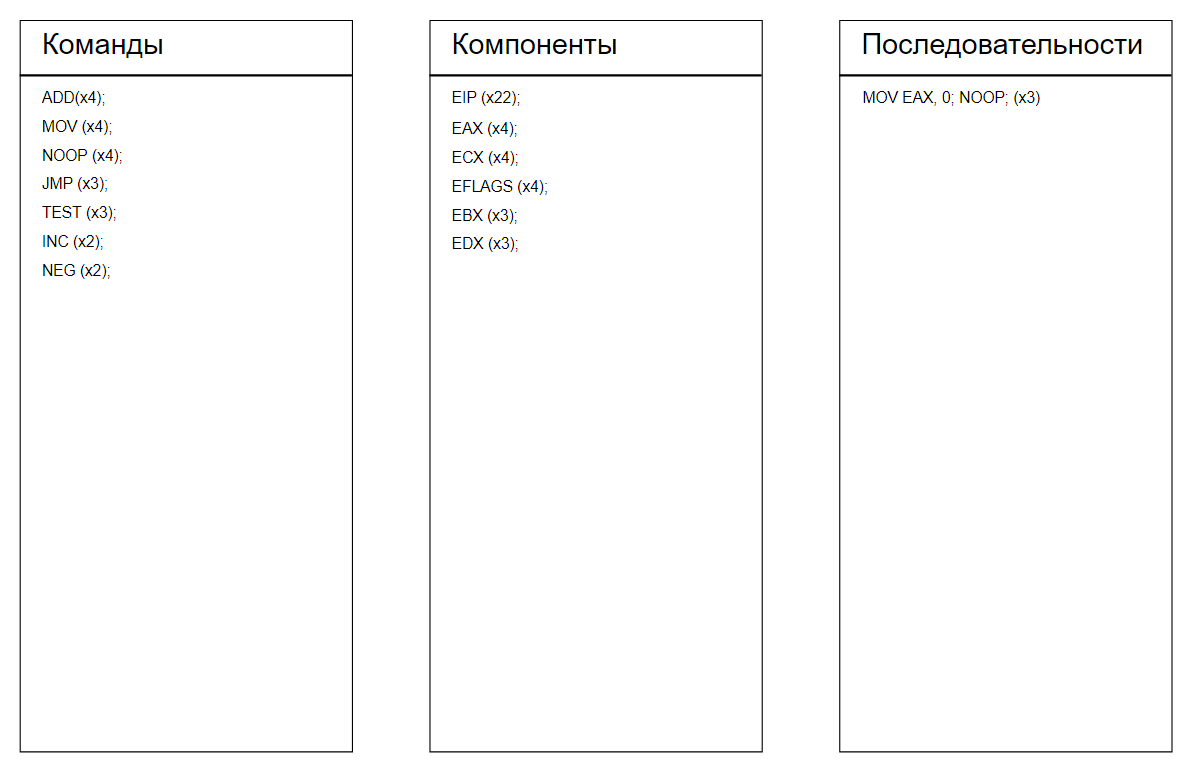 Команды
ADD(x4);
MOV (x4);
NOOP (x4);
JMP (x3);
TEST (x3);
INC (x2);
NEG (x2);
Компоненты
EIP (x22);
EAX (x4);
ECX (x4);
EFLAGS (x4);
EBX (x3);
EDX (x3);
Последовательности
MOV EAX, 0; NOOP; (x3)